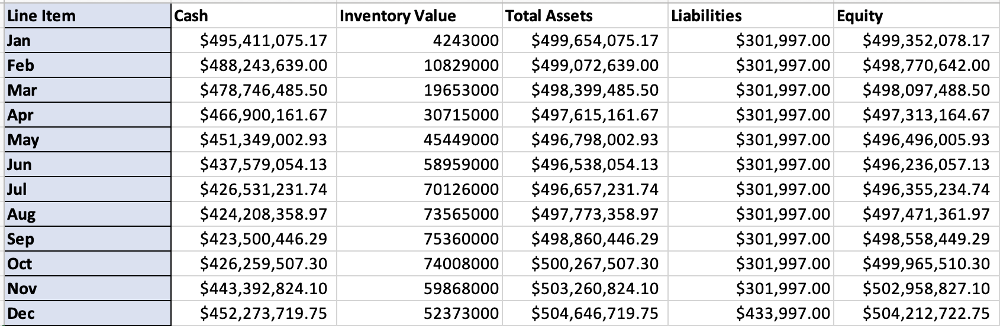 Line Item Cash Inventory Value Total Assets Liabilities Equity
Jan $495,411,075.17 4243000 $499,654,075.17 $301,997.00 $499,352,078.17
Feb $488,243,639.00 10829000 $499,072,639.00 $301,997.00 $498,770,642.00
Mar $478,746,485.50 19653000 $498,399,485.50 $301,997.00 $498,097,488.50
Apr $466,900,161.67 30715000 $497,615,161.67 $301,997.00 $497,313,164.67
May $451,349,002.93 45449000 $496,798,002.93 $301,997.00 $496,496,005.93
Jun $437,579,054.13 58959000 $496,538,054.13 $301,997.00 $496,236,057.13
Jul $426,531,231.74 70126000 $496,657,231.74 $301,997.00 $496,355,234.74
Aug $424,208,358.97 73565000 $497,773,358.97 $301,997.00 $497,471,361.97
Sep $423,500,446.29 75360000 $498,860,446.29 $301,997.00 $498,558,449.29
Oct $426,259,507.30 74008000 $500,267,507.30 $301,997.00 $499,965,510.30
Nov $443,392,824.10 59868000 $503,260,824.10 $301,997.00 $502,958,827.10
Dec $452,273,719.75 52373000 $504,646,719.75 $433,997.00 $504,212,722.75